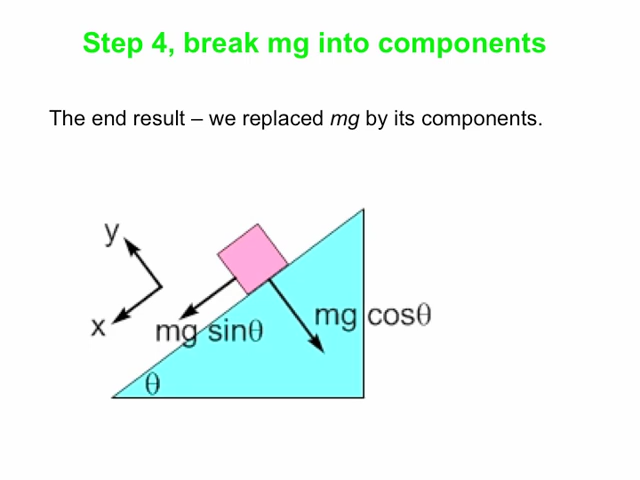 Step 4, break mg into components
The end result – we replaced mg by its components.
y
x
mg sinθ
mg cosθ
θ